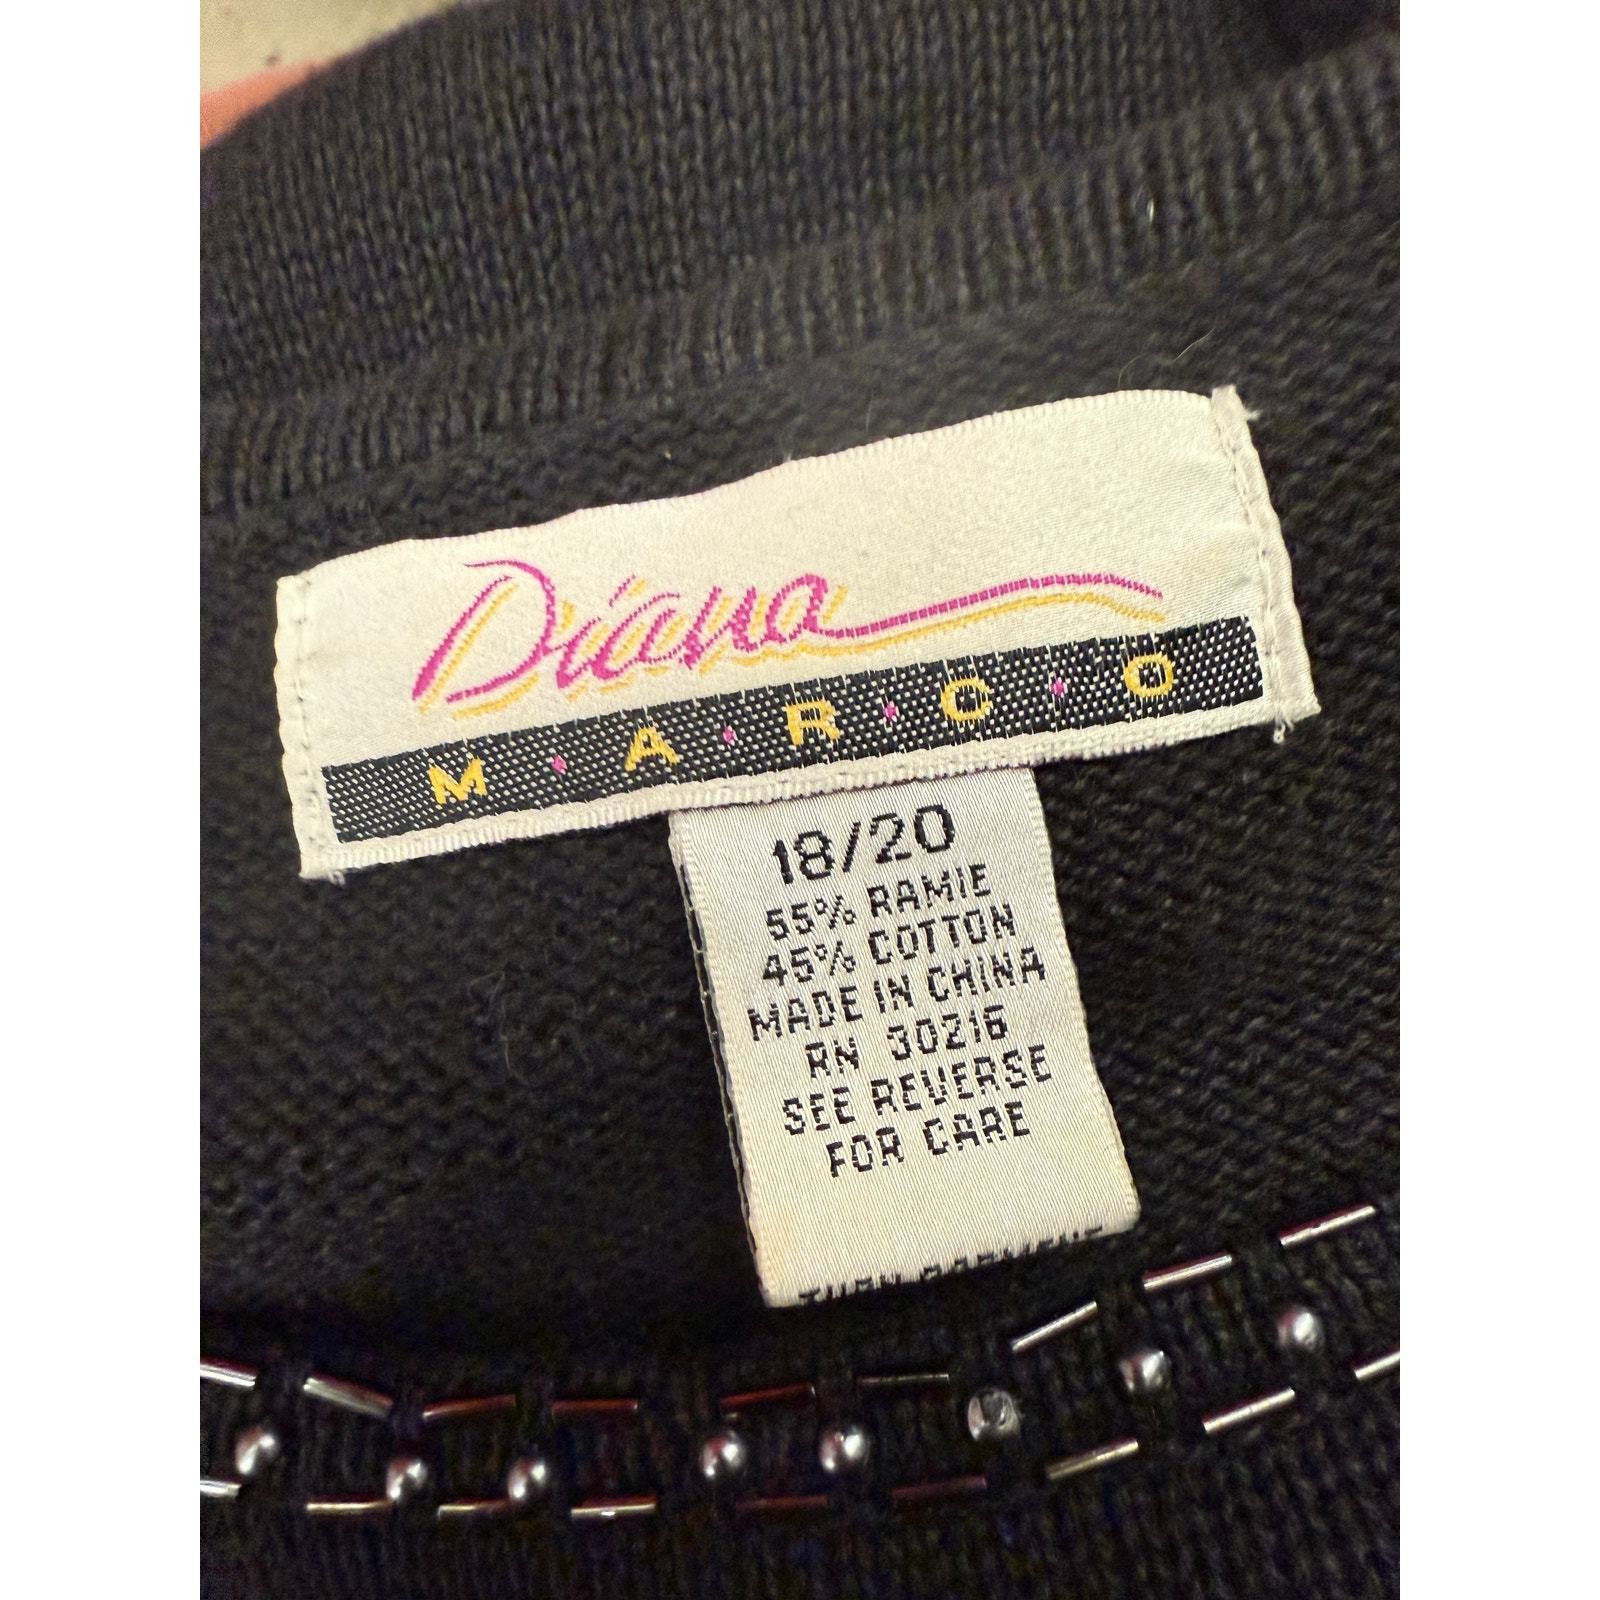 Diana
M·A·R·C·O
18/20
55% RAMIE
45% COTTON
MADE IN CHINA
RN 30216
SEE REVERSE
FOR CARE